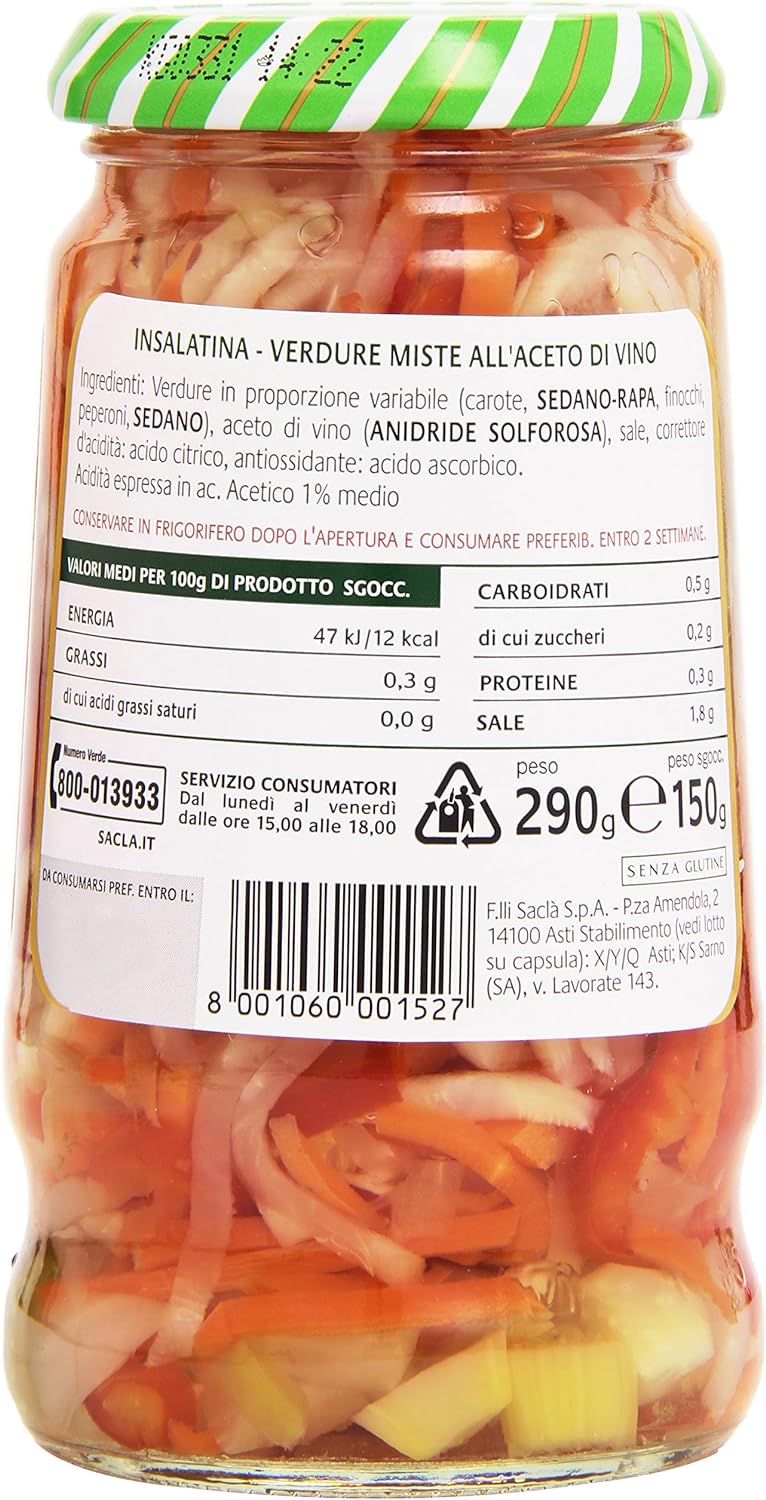 INSALATINA - VERDURE MISTE ALL'ACETO DI VINO
Ingredienti: Verdure in proporzione variabile (carote, SEDANO-RAPA, finocchi,
peperoni, SEDANO), aceto di vino (ANIDRIDE SOLFOROSA), sale, correttore
d'acidità: acido citrico, antiossidante: acido ascorbico.
Acidità espressa in ac. Acetico 1% medio
CONSERVARE IN FRIGORIFERO DOPO L'APERTURA E CONSUMARE PREFERIB. ENTRO 2 SETTIMANE.
VALORI MEDI PER 100g DI PRODOTTO SGOCC.
ENERGIA 47 kJ/12 kcal
GRASSI 0,3 g
di cui acidi grassi saturi 0,0 g
CARBOIDRATI 0,5 g
di cui zuccheri 0,2 g
PROTEINE 0,3 g
SALE 1,8 g
Numero Verde
800-013933
SACLA.IT
SERVIZIO CONSUMATORI
Dal lunedì al venerdì
dalle ore 15,00 alle 18,00
peso peso sgocc.
290g e 150g
SENZA GLUTINE
DA CONSUMARSI PREF. ENTRO IL:
8 001060 001527
F.lli Saclà S.p.A. - P.za Amendola, 2
14100 Asti Stabilimento (vedi lotto
su capsula): X/Y/Q Asti; K/S Sarno
(SA), v. Lavorate 143.